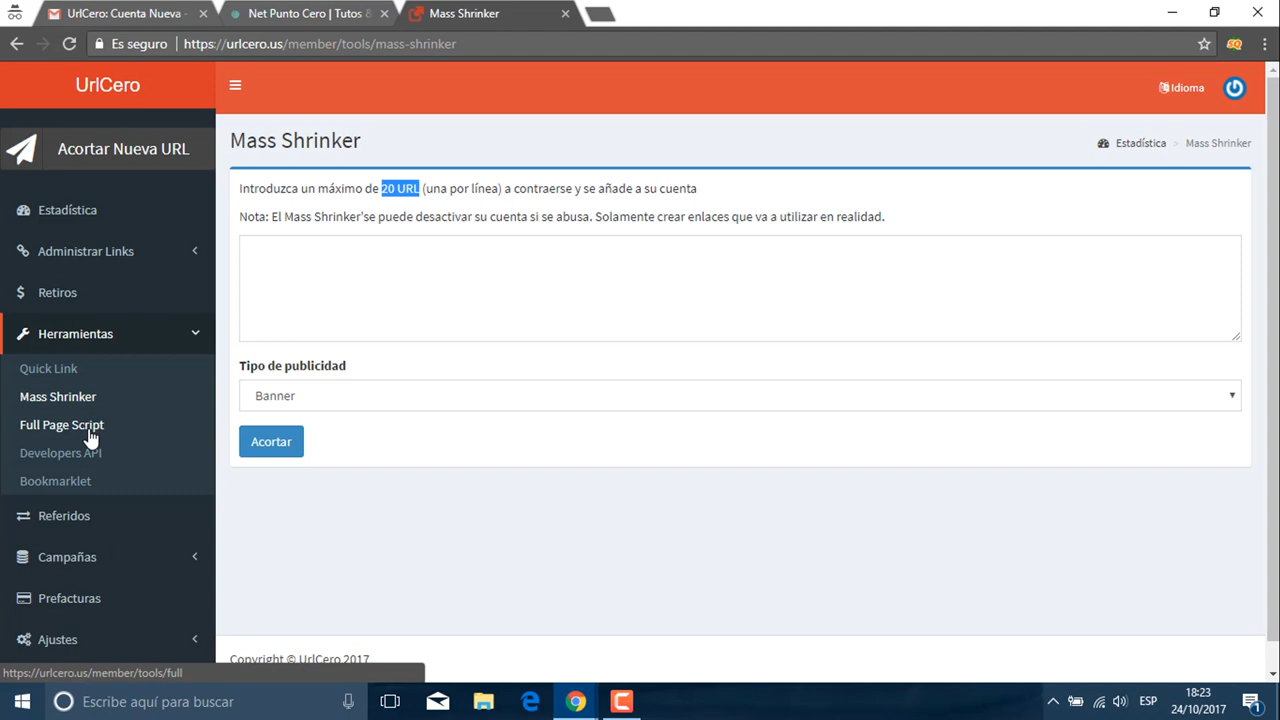 UrlCero: Cuenta Nueva -
Net Punto Cero | Tutos &
Mass Shrinker
Es seguro
https://urlcero.us/member/tools/mass-shrinker
UrlCero
Idioma
Acortar Nueva URL
Mass Shrinker
Estadística > Mass Shrinker
Introduzca un máximo de 20 URL (una por línea) a contraerse y se añade a su cuenta
Nota: El Mass Shrinker'se puede desactivar su cuenta si se abusa. Solamente crear enlaces que va a utilizar en realidad.
Estadística
Administrar Links
Retiros
Herramientas
Quick Link
Mass Shrinker
Full Page Script
Developers API
Bookmarklet
Referidos
Campañas
Prefacturas
Ajustes
Tipo de publicidad
Banner
Acortar
Copyright © UrlCero 2017
https://urlcero.us/member/tools/full
Escribe aquí para buscar
ESP
18:23
24/10/2017
1